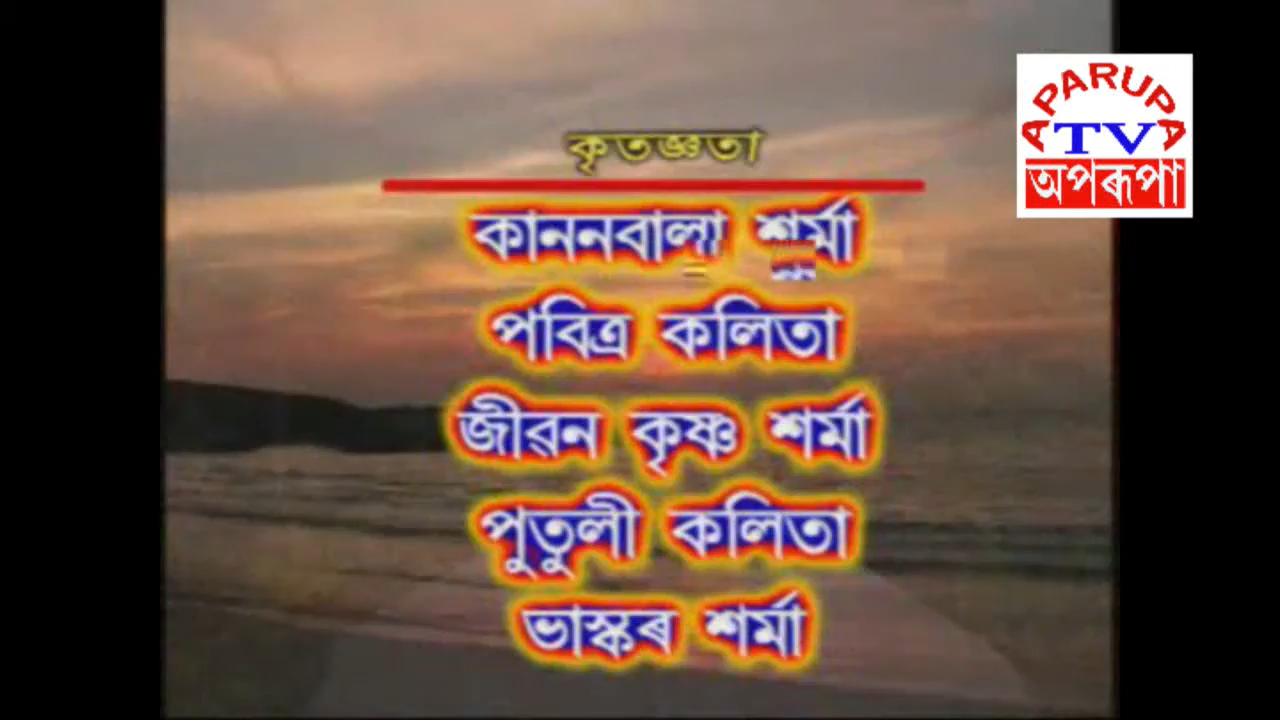 কৃতজ্ঞতা
কাননবালা শৰ্মা
পবিত্ৰ কলিতা
জীৱন কৃষ্ণ শৰ্মা
পুতুলী কলিতা
ভাস্কৰ শৰ্মা
APARUPA
TV
অপৰূপা